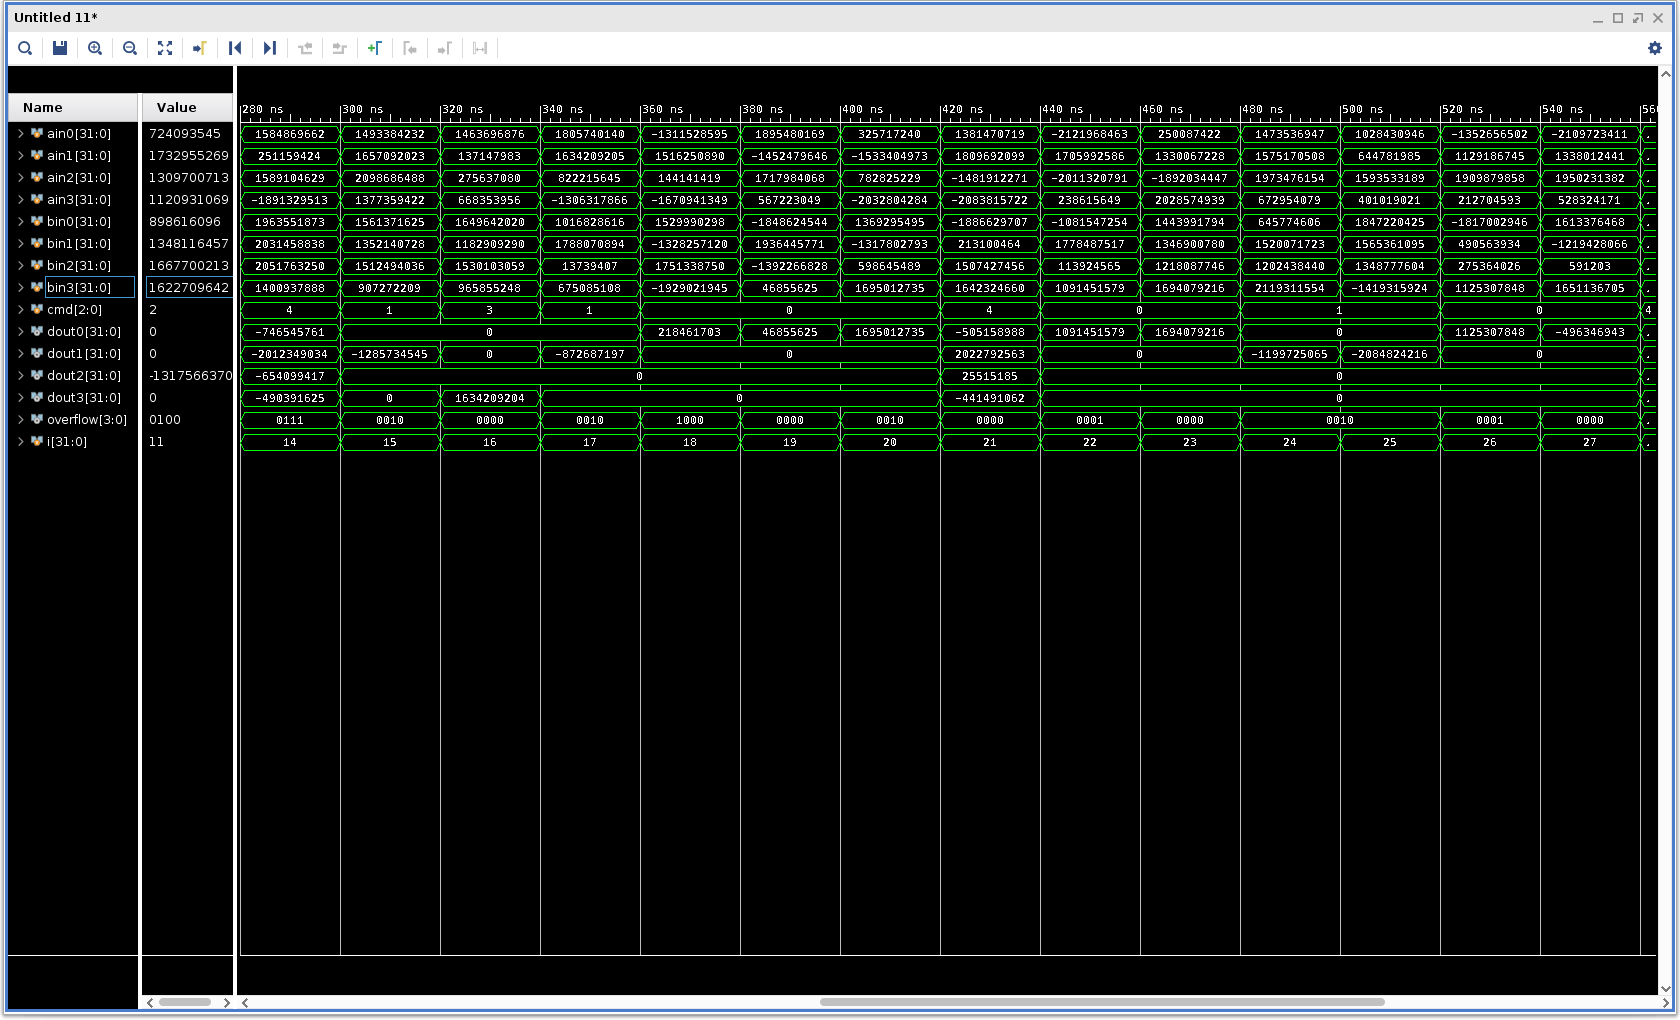 Untitled 11*
Name Value 280 ns 300 ns 320 ns 340 ns 360 ns 380 ns 400 ns 420 ns 440 ns 460 ns 480 ns 500 ns 520 ns 540 ns 560
ain0[31:0] 724093545 1584869662 1493384232 1463696876 1805740140 -1311528595 1895480169 325717240 1381470719 -2121968463 250087422 1473536947 1028430946 -1352656502 -2109723411
ain1[31:0] 1732955269 251159424 1657092023 137147983 1634209205 1516250890 -1452479646 -1533404973 1809692099 1705992586 1330067228 1575170508 644781985 1129186745 1338012441
ain2[31:0] 1309700713 1589104629 2098686488 275637080 822215645 144141419 1717984068 782825229 -1481912271 -2011320791 -1892034447 1973476154 1593533189 1909879858 1950231382
ain3[31:0] 1120931069 -1891329513 1377359422 668353956 -1306317866 -1670941349 567223049 -2032804284 -2083815722 238615649 2028574939 672954079 401019021 212704593 528324171
bin0[31:0] 898616096 1963551873 1561371625 1649642020 1016828616 1529990298 -1848624544 1369295495 -1886629707 -1081547254 1443991794 645774606 1847220425 -1817002946 1613376468
bin1[31:0] 1348116457 2031458838 1352140728 1182909290 1788070894 -1328257120 1936445771 -1317802793 213100464 1778487517 1346900780 1520071723 1565361095 490563934 -1219428066
bin2[31:0] 1667700213 2051763250 1512494036 1530103059 13739407 1751338750 -1392266828 598645489 1507427456 113924565 1218087746 1202438440 1348777604 275364026 591203
bin3[31:0] 1622709642 1400937888 907272209 965855248 675085108 -1929021945 46855625 1695012735 1642324660 1091451579 1694079216 2119311554 -1419315924 1125307848 1651136705
cmd[2:0] 2 4 1 3 1 0 4 0 1 0 4
dout0[31:0] 0 -746545761 0 218461703 46855625 1695012735 -505158988 1091451579 1694079216 0 1125307848 -496346943
dout1[31:0] 0 -2012349034 -1285734545 0 -872687197 0 2022792563 0 -1199725065 -2084824216 0
dout2[31:0] -1317566370 -654099417 0 25515185 0
dout3[31:0] 0 -490391625 0 1634209204 0 -441491062 0
overflow[3:0] 0100 0111 0010 0000 0010 1000 0000 0010 0000 0001 0000 0010 0001 0000
i[31:0] 11 14 15 16 17 18 19 20 21 22 23 24 25 26 27